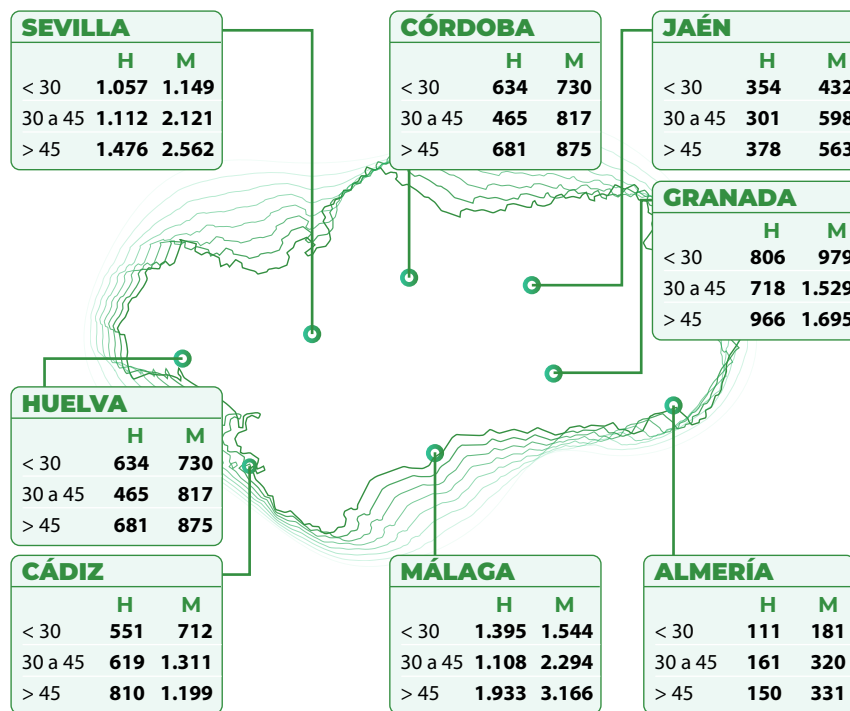 SEVILLA
H M
< 30 1.057 1.149
30 a 45 1.112 2.121
> 45 1.476 2.562
CÓRDOBA
H M
< 30 634 730
30 a 45 465 817
> 45 681 875
JAÉN
H M
< 30 354 432
30 a 45 301 598
> 45 378 563
GRANADA
H M
< 30 806 979
30 a 45 718 1.529
> 45 966 1.695
HUELVA
H M
< 30 634 730
30 a 45 465 817
> 45 681 875
CÁDIZ
H M
< 30 551 712
30 a 45 619 1.311
> 45 810 1.199
MÁLAGA
H M
< 30 1.395 1.544
30 a 45 1.108 2.294
> 45 1.933 3.166
ALMERÍA
H M
< 30 111 181
30 a 45 161 320
> 45 150 331